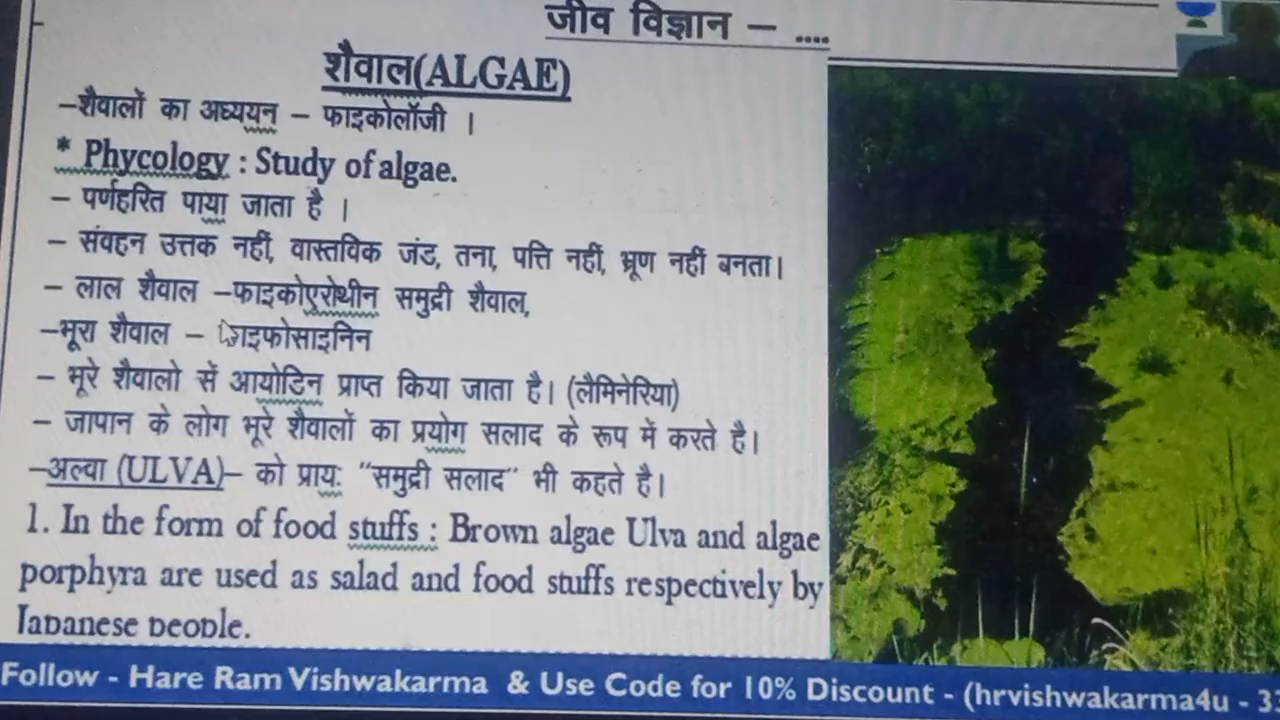 जीव विज्ञान – ....
शैवाल(ALGAE)
–शैवालों का अध्ययन – फाइकोलॉजी ।
* Phycology : Study of algae.
– पर्णहरित पाया जाता है ।
– संवहन उत्तक नहीं, वास्तविक जंड, तना, पत्ति नहीं, भ्रूण नहीं बनता।
– लाल शैवाल –फाइकोएरोथीन समुद्री शैवाल,
–भूरा शैवाल –
– भूरे शैवालो सें आयोडिन प्राप्त किया जाता है। (लैमिनेरिया)
– जापान के लोग भूरे शैवालों का प्रयोग सलाद के रूप में करते है।
–अल्वा (ULVA)– को प्रायः “समुद्री सलाद” भी कहते है।
1. In the form of food stuffs : Brown algae Ulva and algae
porphyra are used as salad and food stuffs respectively by
Japanese people.
Follow - Hare Ram Vishwakarma & Use Code for 10% Discount - (hrvishwakarma4u -